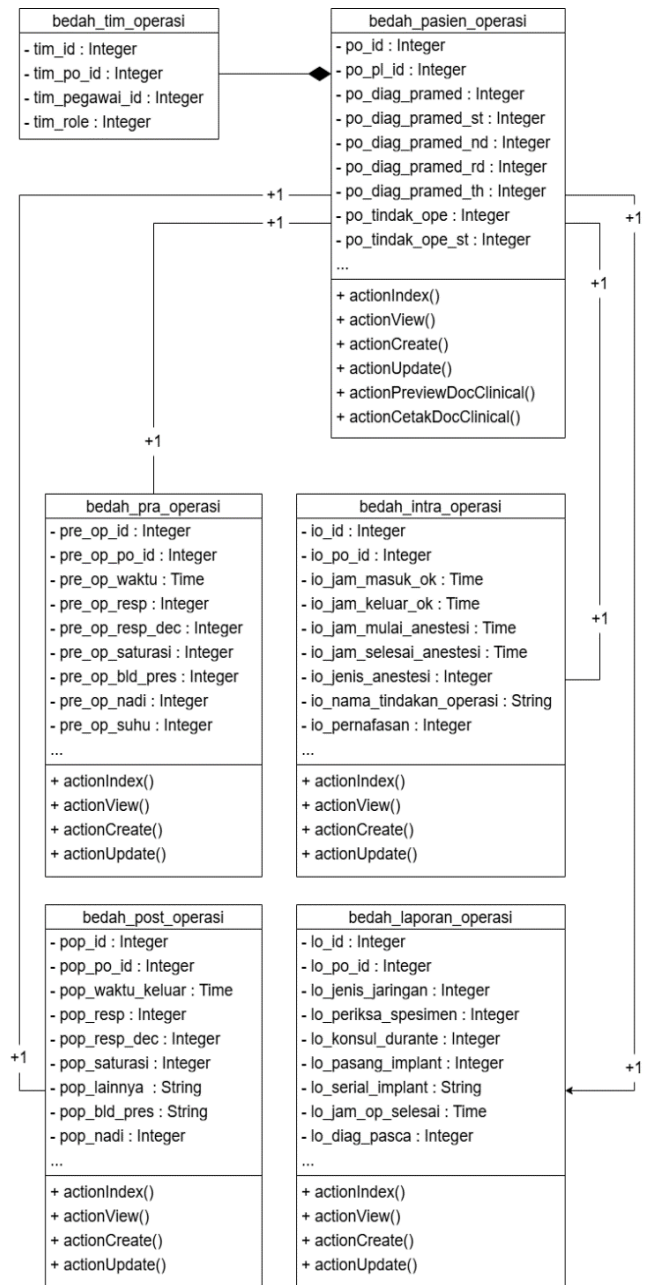 bedah_tim_operasi
- tim_id : Integer
- tim_po_id : Integer
- tim_pegawai_id : Integer
- tim_role : Integer
bedah_pasien_operasi
- po_id : Integer
- po_pl_id : Integer
- po_diag_pramed : Integer
- po_diag_pramed_st : Integer
- po_diag_pramed_nd : Integer
- po_diag_pramed_rd : Integer
- po_diag_pramed_th : Integer
- po_tindak_ope : Integer
- po_tindak_ope_st : Integer
...
+ actionIndex()
+ actionView()
+ actionCreate()
+ actionUpdate()
+ actionPreviewDocClinical()
+ actionCetakDocClinical()
+1
+1
+1
+1
+1
bedah_pra_operasi
- pre_op_id : Integer
- pre_op_po_id : Integer
- pre_op_waktu : Time
- pre_op_resp : Integer
- pre_op_resp_dec : Integer
- pre_op_saturasi : Integer
- pre_op_bld_pres : Integer
- pre_op_nadi : Integer
- pre_op_suhu : Integer
...
+ actionIndex()
+ actionView()
+ actionCreate()
+ actionUpdate()
bedah_intra_operasi
- io_id : Integer
- io_po_id : Integer
- io_jam_masuk_ok : Time
- io_jam_keluar_ok : Time
- io_jam_mulai_anestesi : Time
- io_jam_selesai_anestesi : Time
- io_jenis_anestesi : Integer
- io_nama_tindakan_operasi : String
- io_pernafasan : Integer
...
+ actionIndex()
+ actionView()
+ actionCreate()
+ actionUpdate()
+1
bedah_post_operasi
- pop_id : Integer
- pop_po_id : Integer
- pop_waktu_keluar : Time
- pop_resp : Integer
- pop_resp_dec : Integer
- pop_saturasi : Integer
- pop_lainnya : String
- pop_bld_pres : String
- pop_nadi : Integer
...
+ actionIndex()
+ actionView()
+ actionCreate()
+ actionUpdate()
+1
bedah_laporan_operasi
- lo_id : Integer
- lo_po_id : Integer
- lo_jenis_jaringan : Integer
- lo_periksa_spesimen : Integer
- lo_konsul_durante : Integer
- lo_pasang_implant : Integer
- lo_serial_implant : String
- lo_jam_op_selesai : Time
- lo_diag_pasca : Integer
...
+ actionIndex()
+ actionView()
+ actionCreate()
+ actionUpdate()
+1